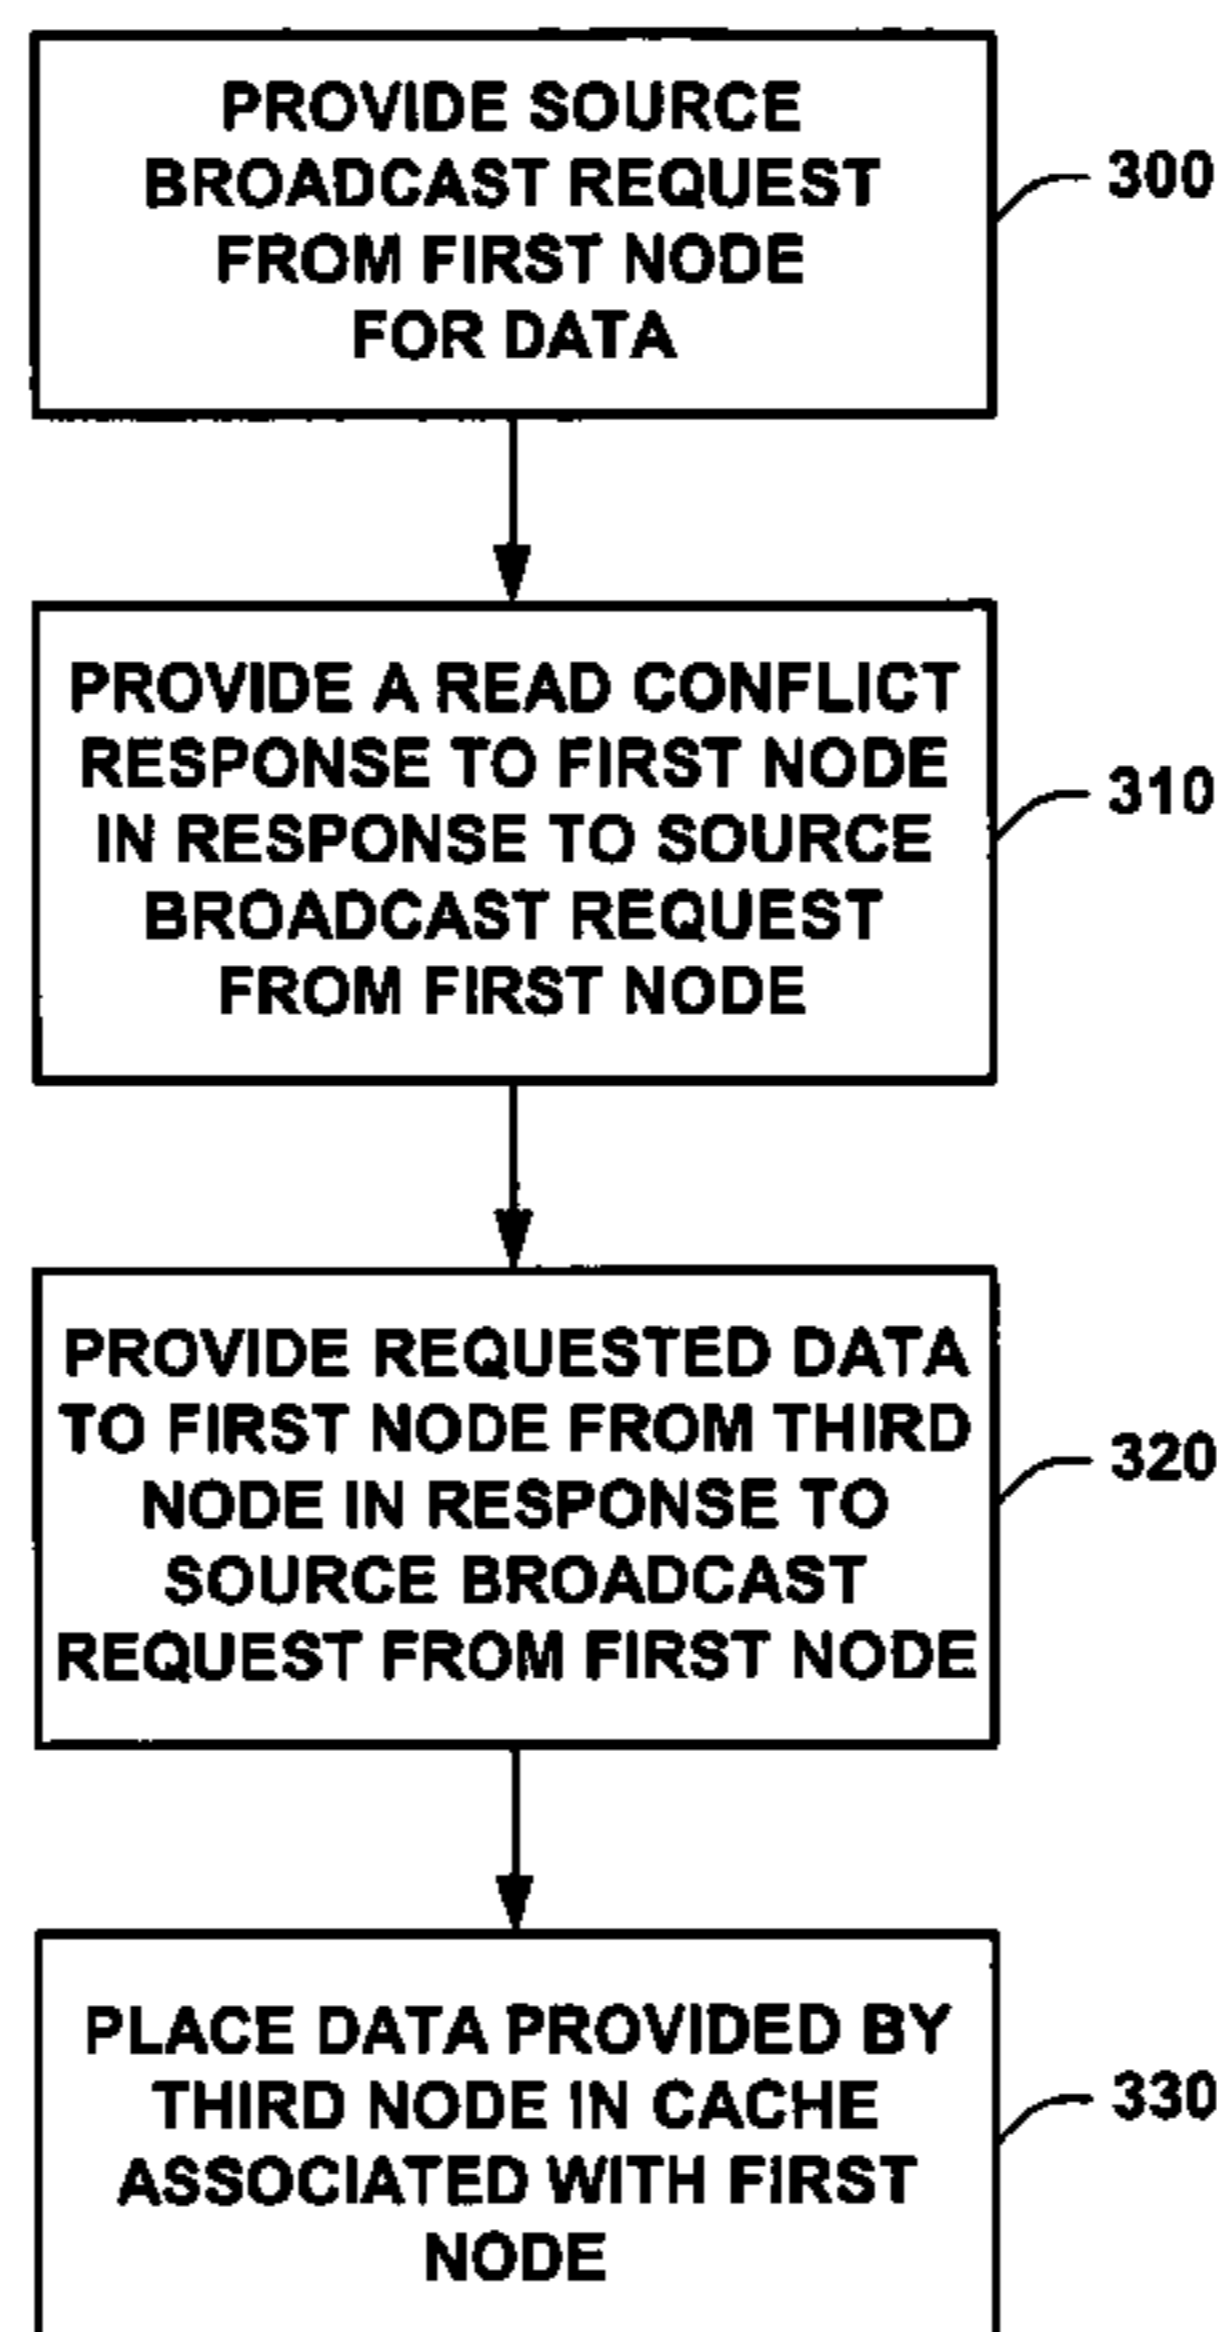 PROVIDE SOURCE
BROADCAST REQUEST
FROM FIRST NODE
FOR DATA
300
PROVIDE A READ CONFLICT
RESPONSE TO FIRST NODE
IN RESPONSE TO SOURCE
BROADCAST REQUEST
FROM FIRST NODE
310
PROVIDE REQUESTED DATA
TO FIRST NODE FROM THIRD
NODE IN RESPONSE TO
SOURCE BROADCAST
REQUEST FROM FIRST NODE
320
PLACE DATA PROVIDED BY
THIRD NODE IN CACHE
ASSOCIATED WITH FIRST
NODE
330